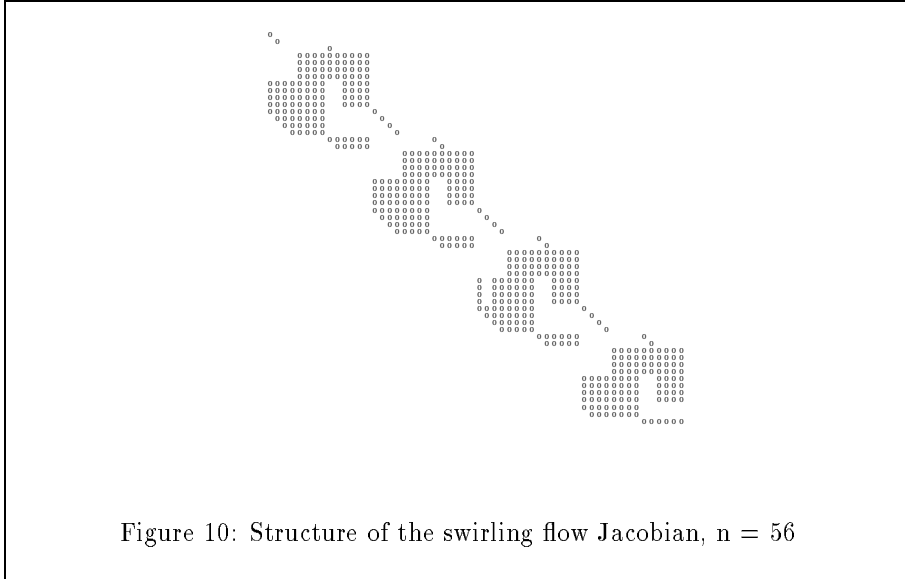 Figure 10: Structure of the swirling flow Jacobian, n = 56